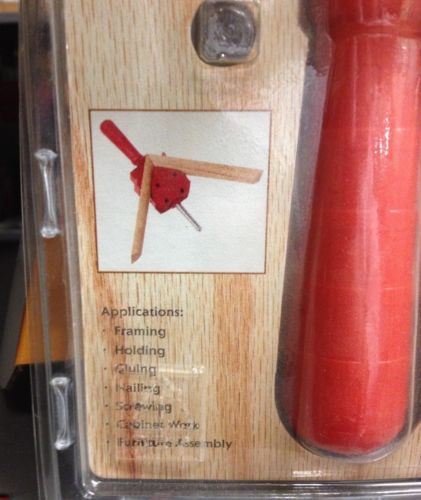 Applications:
· Framing
· Holding
· Gluing
· Nailing
· Screwing
· Cabinet Work
· Furniture Assembly